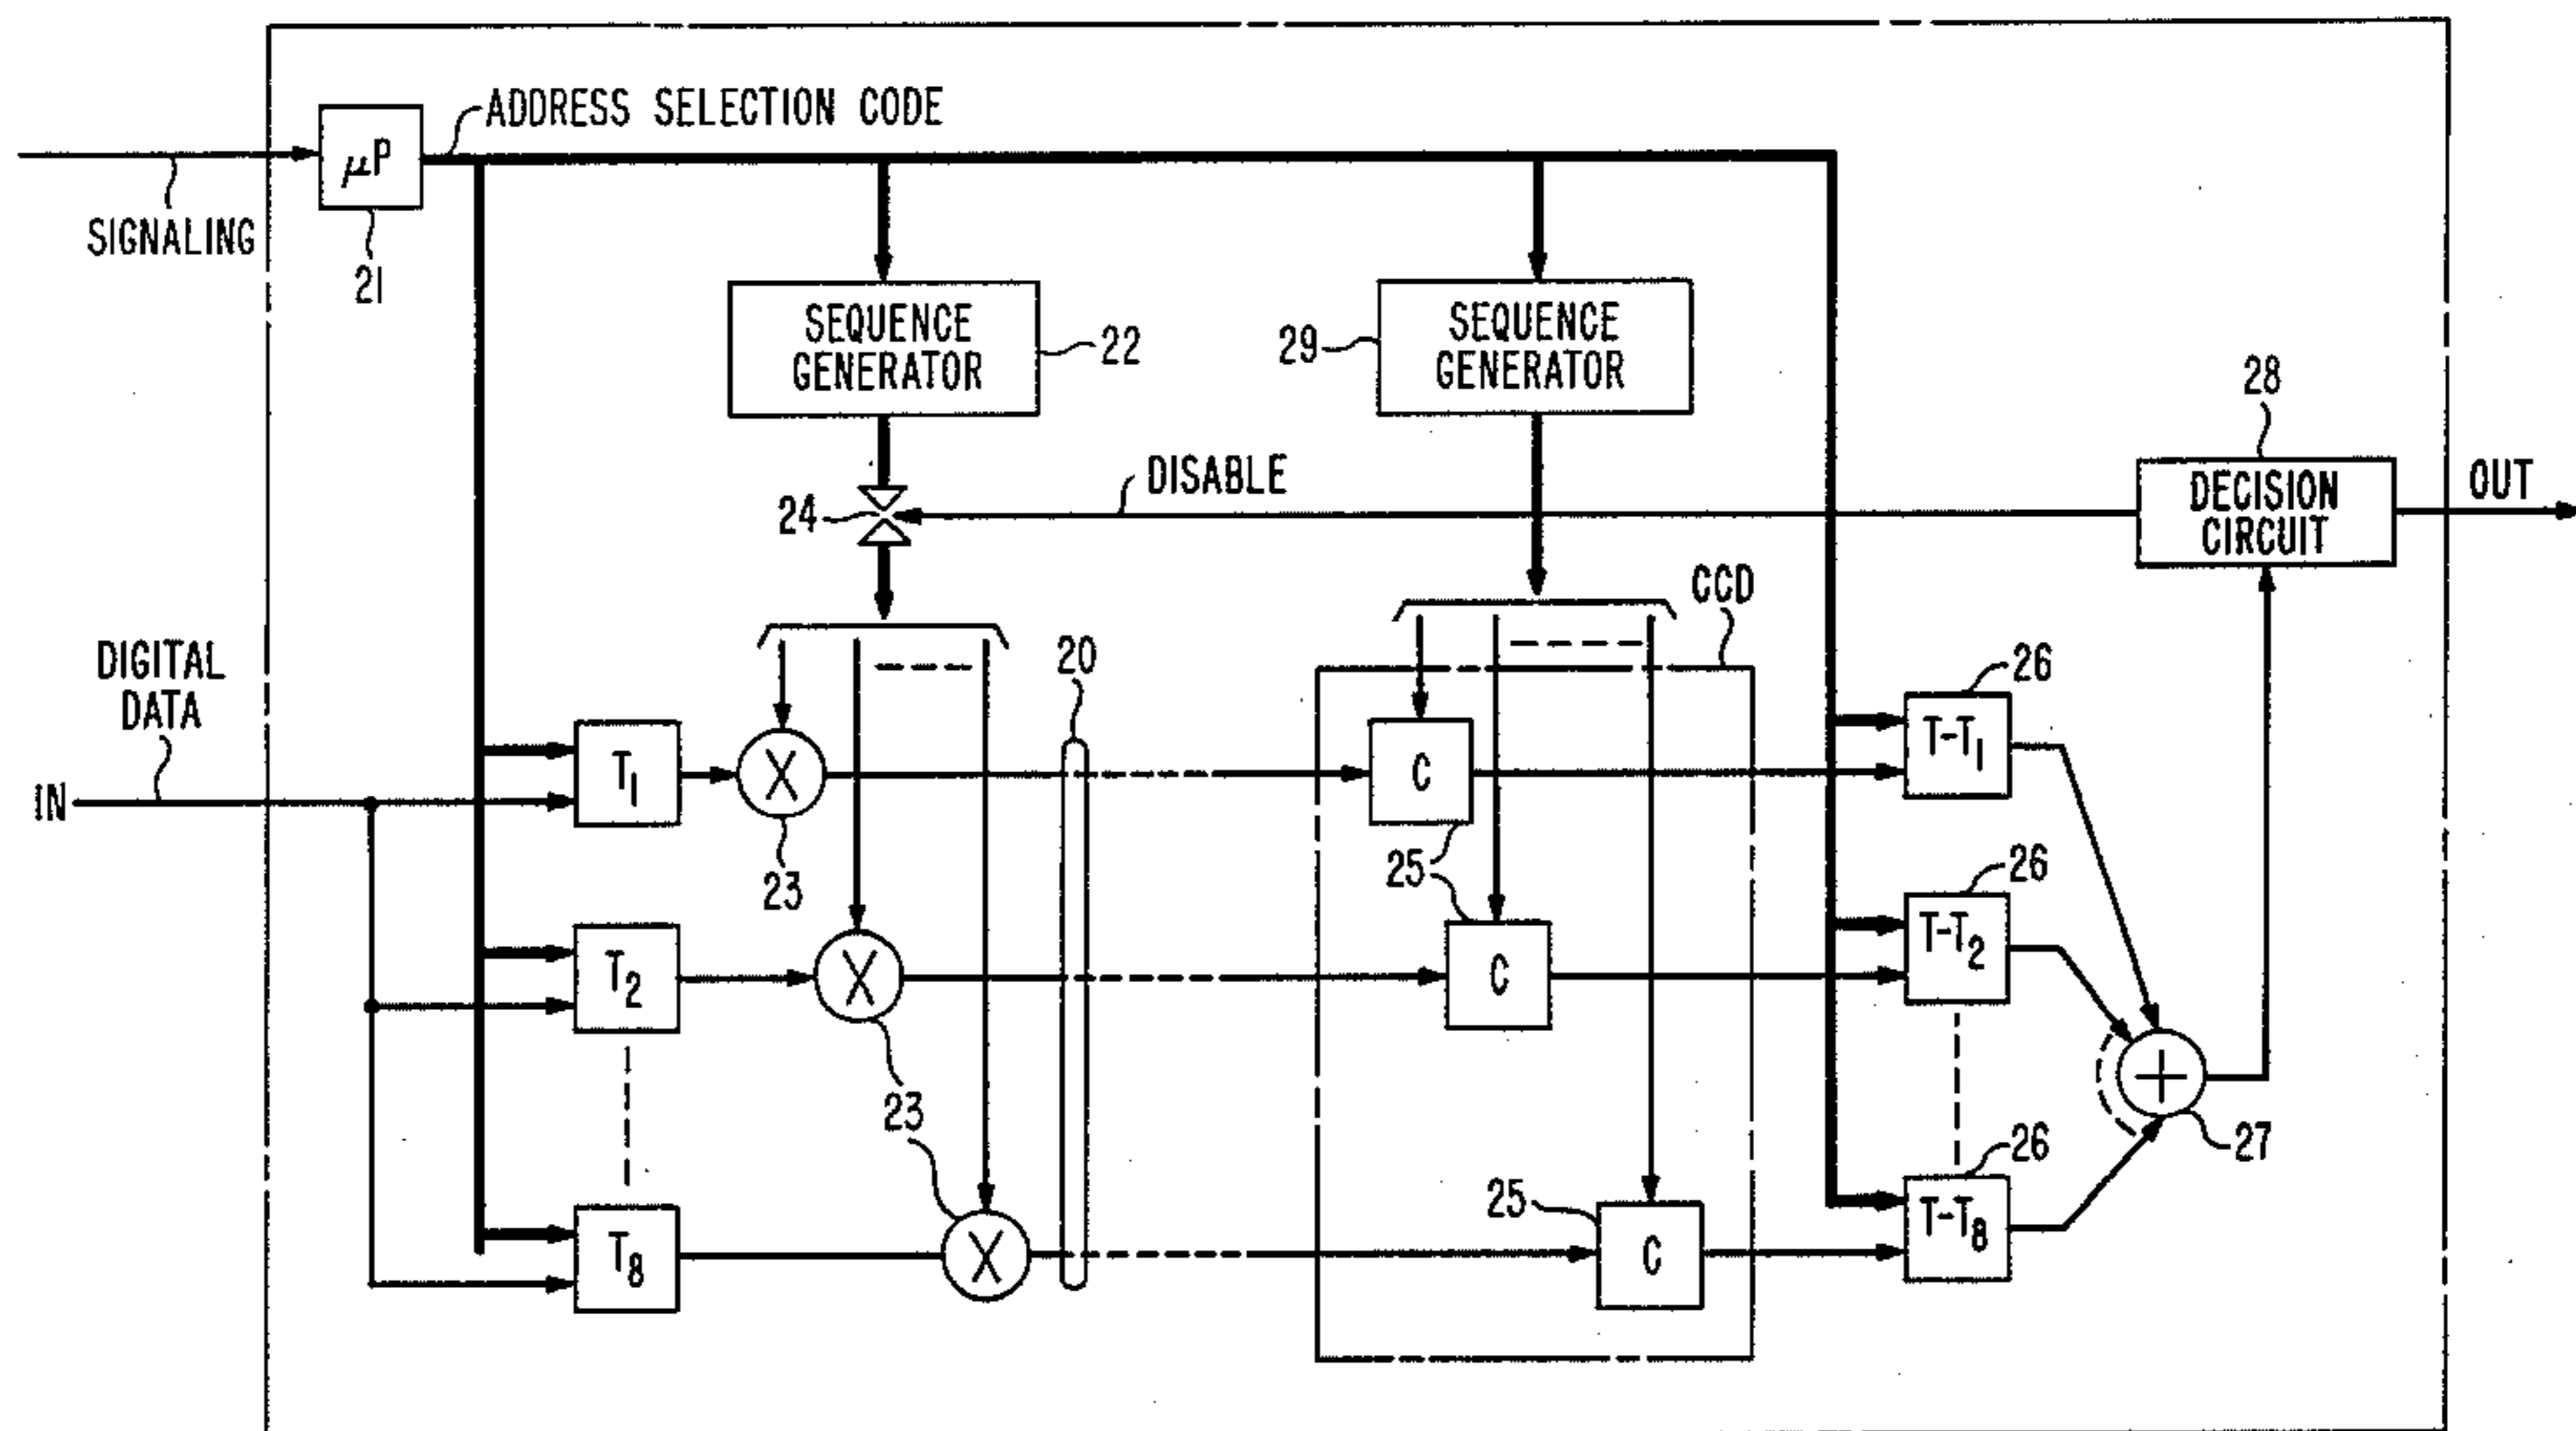 ADDRESS SELECTION CODE
μP
SIGNALING
21
SEQUENCE
GENERATOR
22
29
SEQUENCE
GENERATOR
28
DISABLE
24
DECISION
CIRCUIT
OUT
CCD
DIGITAL
DATA
20
26
IN
T1
X
C
T-T1
23
25
26
T2
X
C
T-T2
23
+
27
25
26
T8
X
C
T-T8
23